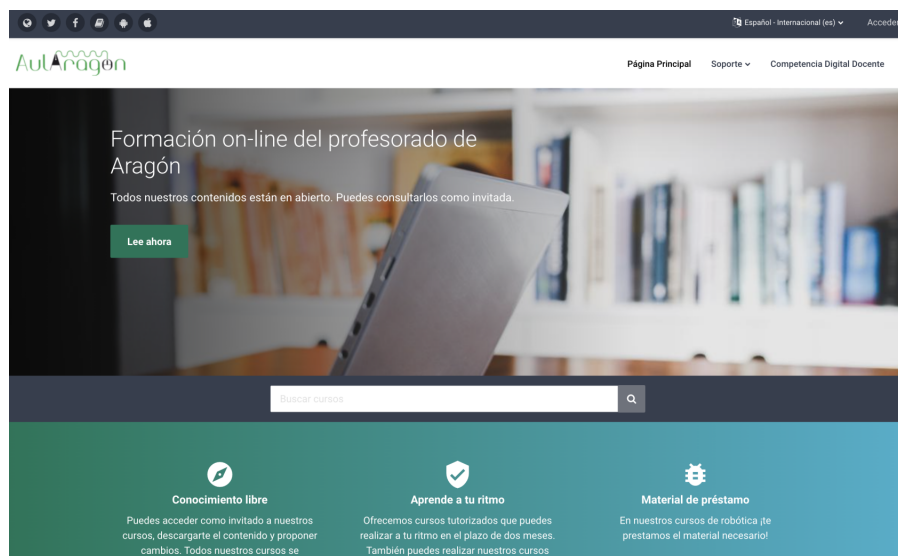 Español - Internacional (es)
Acceder
AulAragón
Página Principal
Soporte
Competencia Digital Docente
Formación on-line del profesorado de
Aragón
Todos nuestros contenidos están en abierto. Puedes consultarlos como invitada.
Lee ahora
Buscar cursos
Conocimiento libre
Puedes acceder como invitado a nuestros
cursos, descargarte el contenido y proponer
cambios. Todos nuestros cursos se
Aprende a tu ritmo
Ofrecemos cursos tutorizados que puedes
realizar a tu ritmo en el plazo de dos meses.
También puedes realizar nuestros cursos
Material de préstamo
En nuestros cursos de robótica ¡te
prestamos el material necesario!